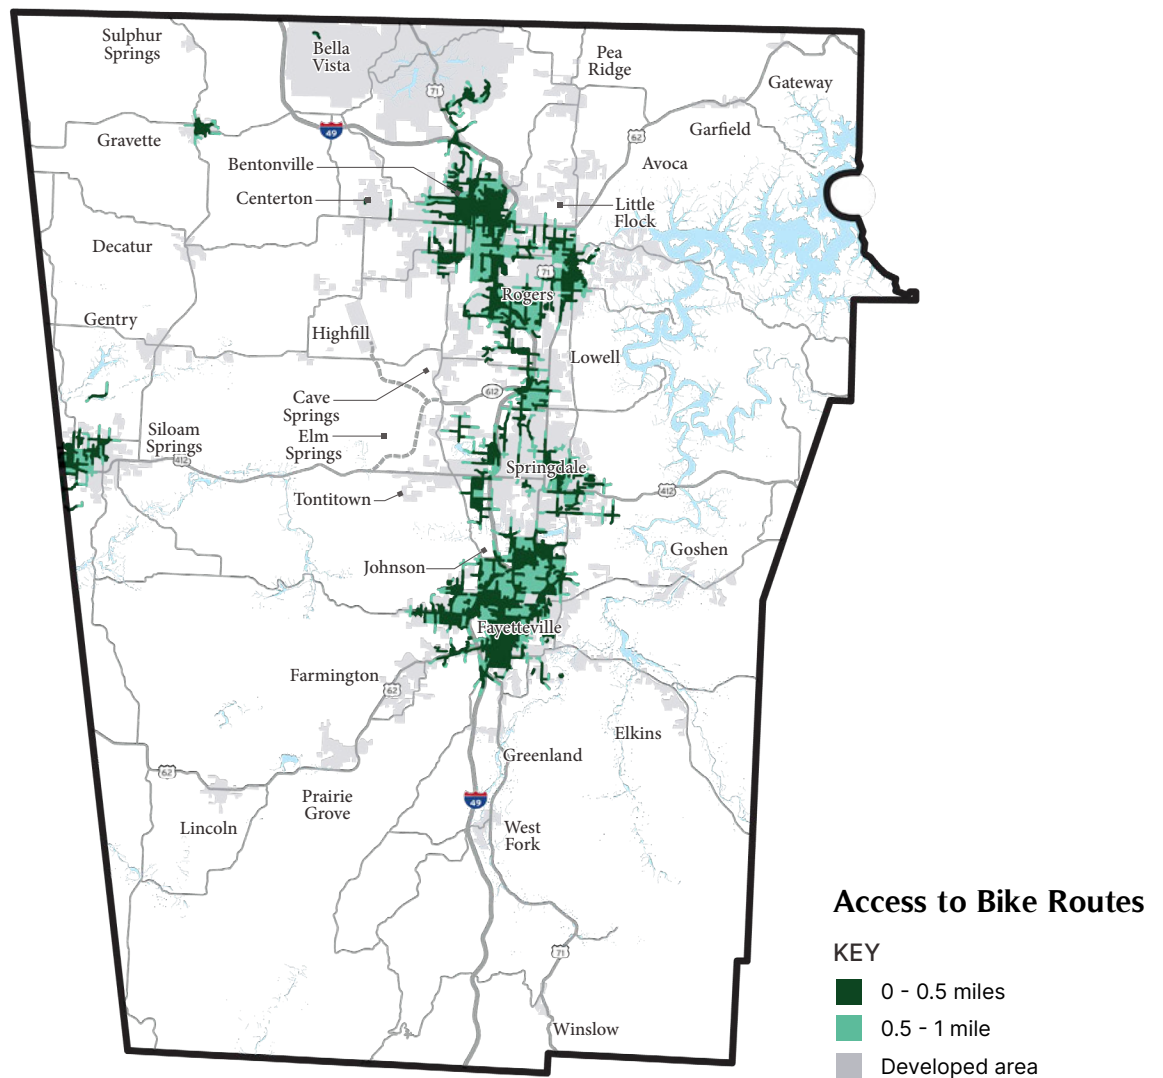 Sulphur
Springs
Bella
Vista
Pea
Ridge
Gateway
71
Garfield
49
62
Gravette
Bentonville
Avoca
Centerton
Little
Flock
Decatur
71
Rogers
Gentry
Highfill
Lowell
Cave
Springs
612
Elm
Springs
Siloam
Springs
412
Springdale
Tontitown
412
Johnson
Goshen
Fayetteville
Farmington
62
Elkins
Greenland
62
Prairie
Grove
49
Lincoln
West
Fork
71
Winslow
Access to Bike Routes
KEY
0 - 0.5 miles
0.5 - 1 mile
Developed area